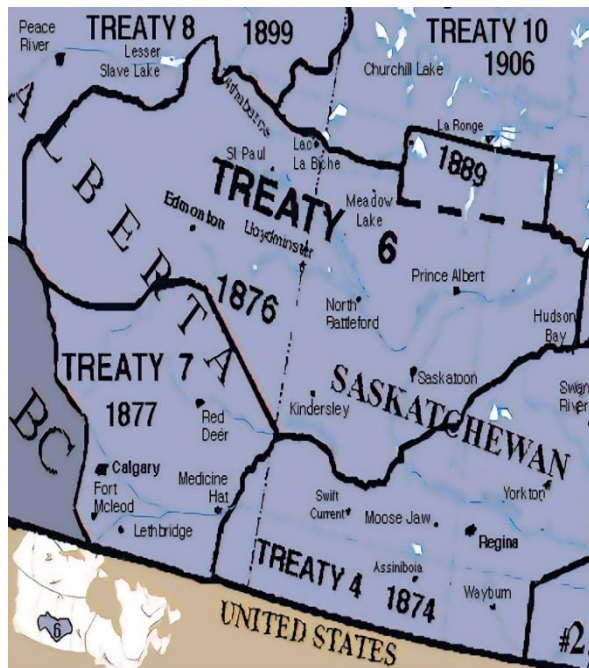 Peace
River
TREATY 8
1899
Lesser
Slave Lake
TREATY 10
1906
Churchill Lake
Athabasca
La Ronge
1889
Lac
La Biche
St Paul
TREATY
6
1876
Meadow
Lake
Edmonton
Lloydminster
ALBERTA
Prince Albert
North
Battleford
Hudson
Bay
TREATY 7
1877
Saskatoon
SASKATCHEWAN
Swan
River
Kindersley
Red
Deer
BC
Calgary
Fort
Mcleod
Medicine
Hat
Lethbridge
Swift
Current
Moose Jaw
Yorkton
Regina
TREATY 4
1874
Assiniboia
Wayburn
#2
UNITED STATES
6